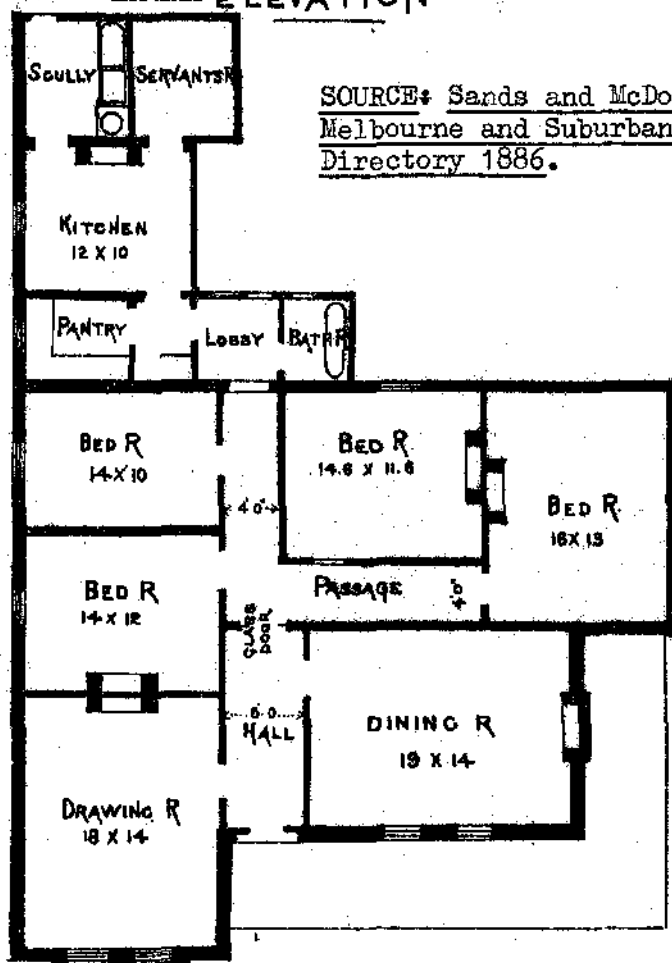 ELEVATION
SCULLY
SERVANTS R
SOURCE: Sands and McDo
Melbourne and Suburban
Directory 1886.
KITCHEN
12 X 10
PANTRY
LOBBY
BATH R
BED R
14 X 10
BED R
14.6 X 11.6
BED R.
16 X 13
4'0"
PASSAGE
4'0"
BED R
14 X 12
GLASS
DOOR
6.0
HALL
DINING R
19 X 14
DRAWING R
18 X 14